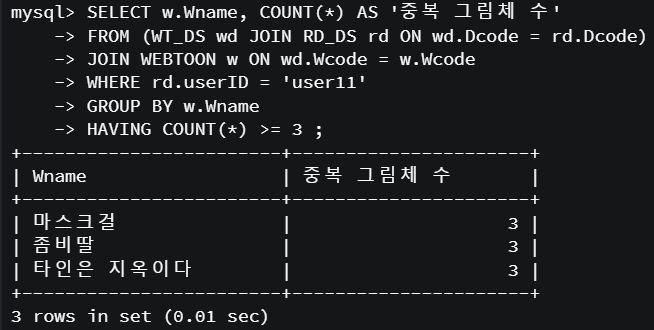 mysql> SELECT w.Wname, COUNT(*) AS '중복 그림체 수'
    -> FROM (WT_DS wd JOIN RD_DS rd ON wd.Dcode = rd.Dcode)
    -> JOIN WEBTOON w ON wd.Wcode = w.Wcode
    -> WHERE rd.userID = 'user11'
    -> GROUP BY w.Wname
    -> HAVING COUNT(*) >= 3 ;
+------------------------+----------------------+
| Wname                  | 중복 그림체 수       |
+------------------------+----------------------+
| 마스크걸               |                    3 |
| 좀비딸                 |                    3 |
| 타인은 지옥이다        |                    3 |
+------------------------+----------------------+
3 rows in set (0.01 sec)